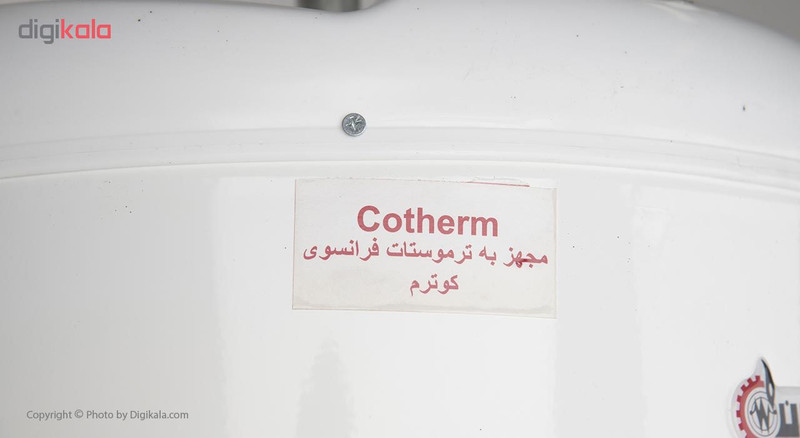 digikala
Cotherm
مجهز به ترموستات فرانسوی
کوترم
Copyright © Photo by Digikala.com